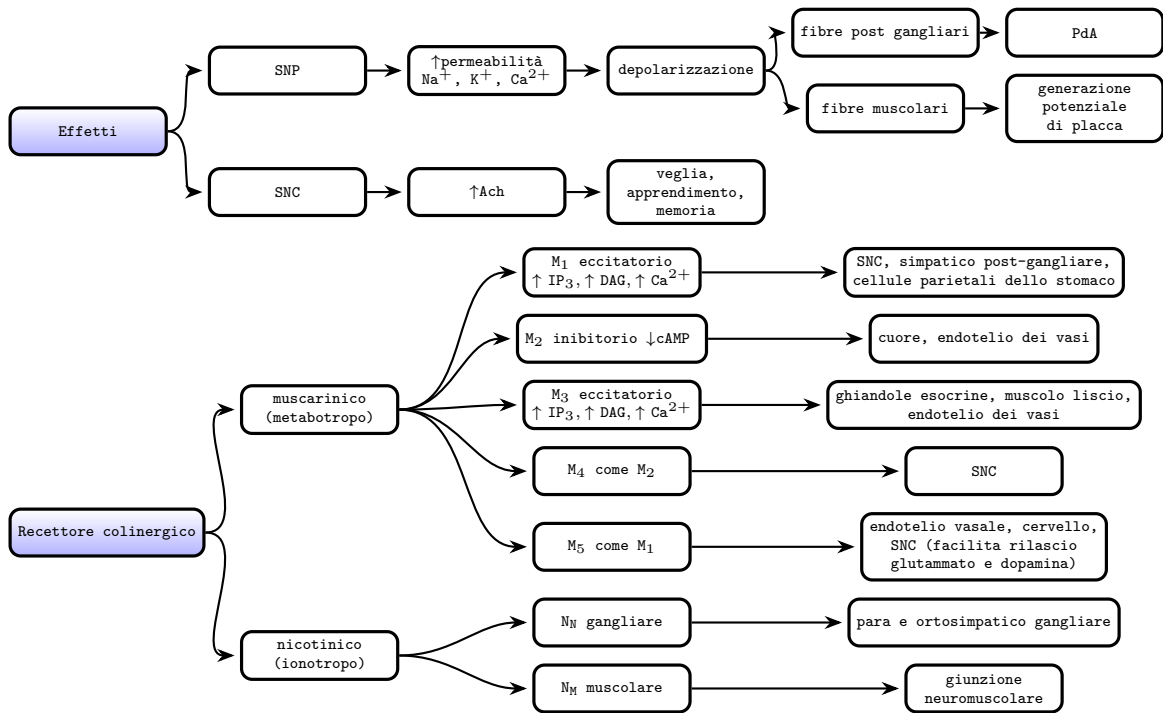 Effetti
SNP
↑permeabilità
Na⁺, K⁺, Ca²⁺
depolarizzazione
fibre post gangliari
PdA
fibre muscolari
generazione
potenziale
di placca
SNC
↑Ach
veglia,
apprendimento,
memoria
Recettore colinergico
muscarinico
(metabotropo)
M₁ eccitatorio
↑ IP₃, ↑ DAG, ↑ Ca²⁺
SNC, simpatico post-gangliare,
cellule parietali dello stomaco
M₂ inibitorio ↓cAMP
cuore, endotelio dei vasi
M₃ eccitatorio
↑ IP₃, ↑ DAG, ↑ Ca²⁺
ghiandole esocrine, muscolo liscio,
endotelio dei vasi
M₄ come M₂
SNC
M₅ come M₁
endotelio vasale, cervello,
SNC (facilita rilascio
glutammato e dopamina)
nicotinico
(ionotropo)
N_N gangliare
para e ortosimpatico gangliare
N_M muscolare
giunzione
neuromuscolare